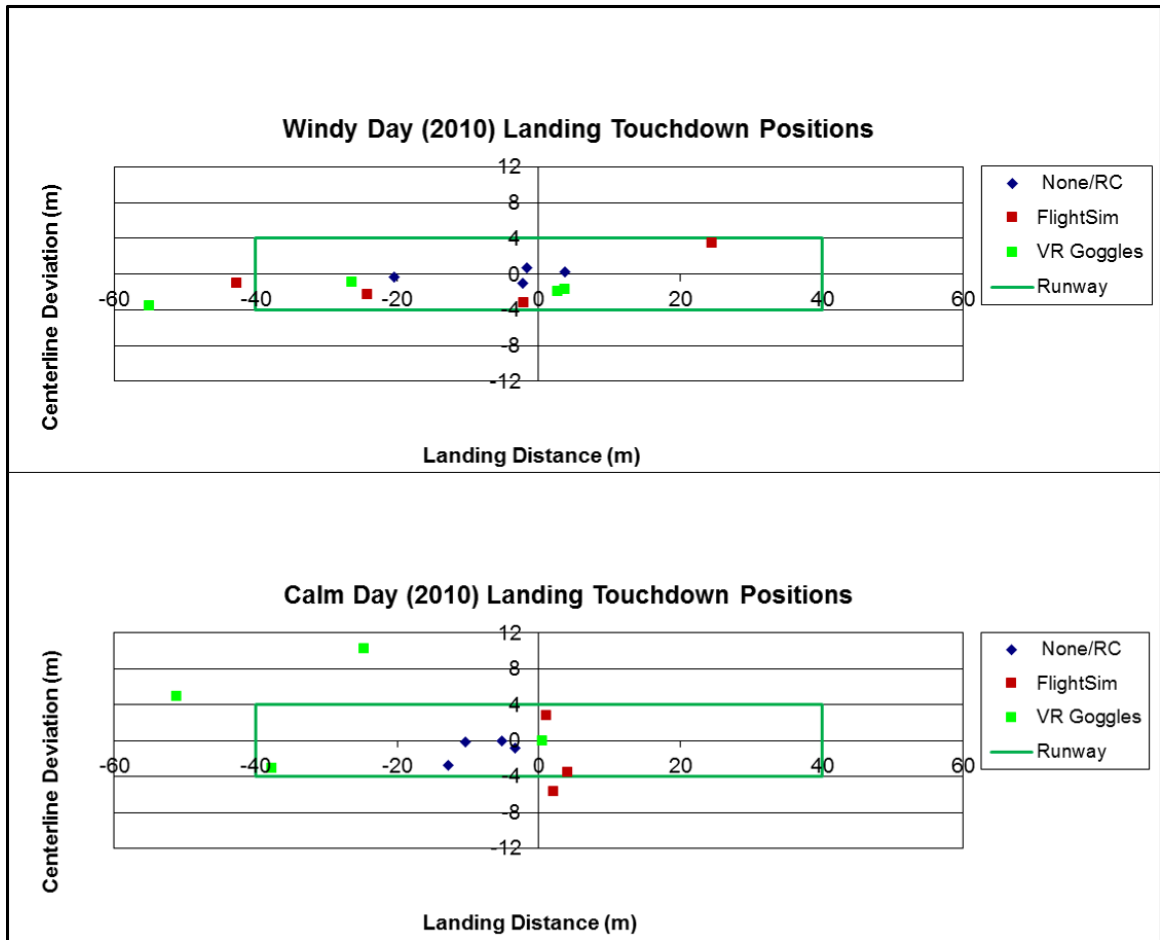 Windy Day (2010) Landing Touchdown Positions
Centerline Deviation (m)
12
8
4
0
-4
-8
-12
-60 -40 -20 0 20 40 60
Landing Distance (m)
None/RC
FlightSim
VR Goggles
Runway
Calm Day (2010) Landing Touchdown Positions
Centerline Deviation (m)
12
8
4
0
-4
-8
-12
-60 -40 -20 0 20 40 60
Landing Distance (m)
None/RC
FlightSim
VR Goggles
Runway